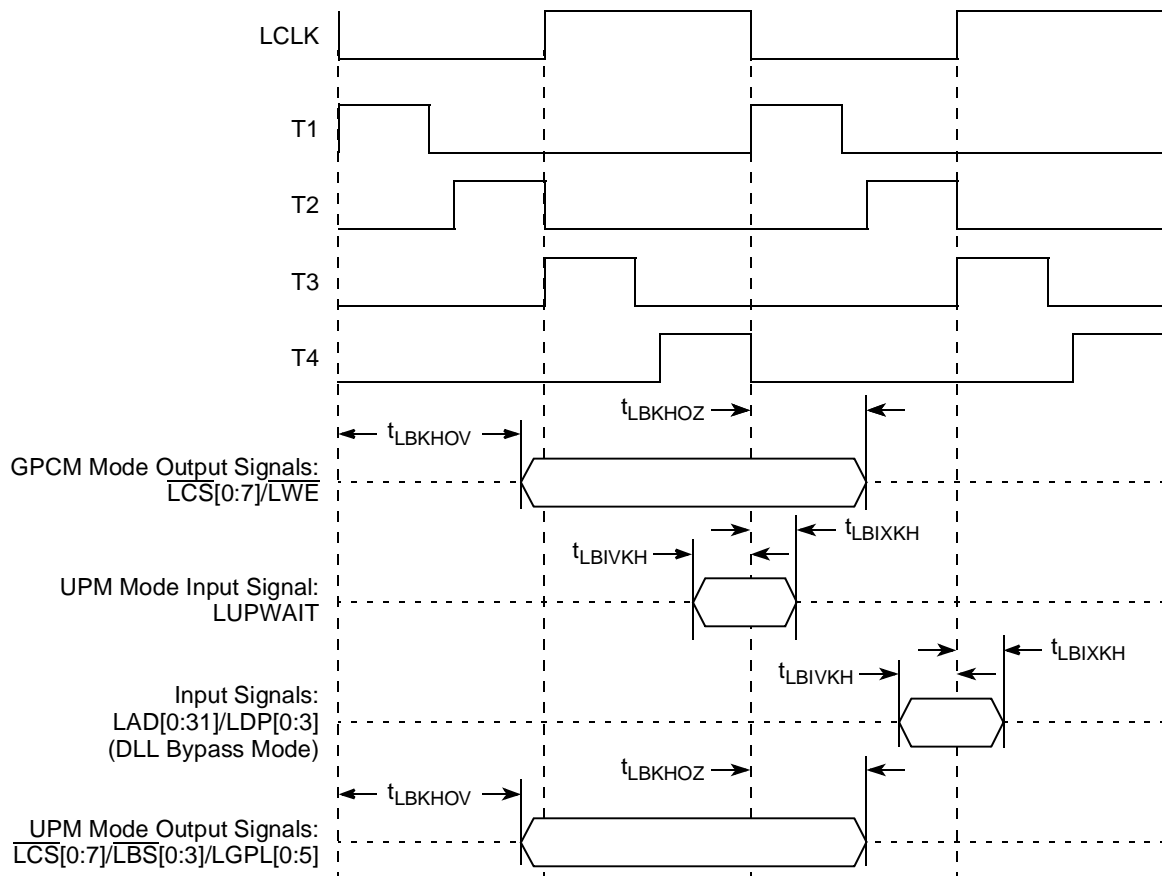 LCLK
T1
T2
T3
T4
tLBKHOZ
tLBKHOV
GPCM Mode Output Signals:
LCS[0:7]/LWE
tLBIXKH
tLBIVKH
UPM Mode Input Signal:
LUPWAIT
tLBIXKH
tLBIVKH
Input Signals:
LAD[0:31]/LDP[0:3]
(DLL Bypass Mode)
tLBKHOZ
tLBKHOV
UPM Mode Output Signals:
LCS[0:7]/LBS[0:3]/LGPL[0:5]